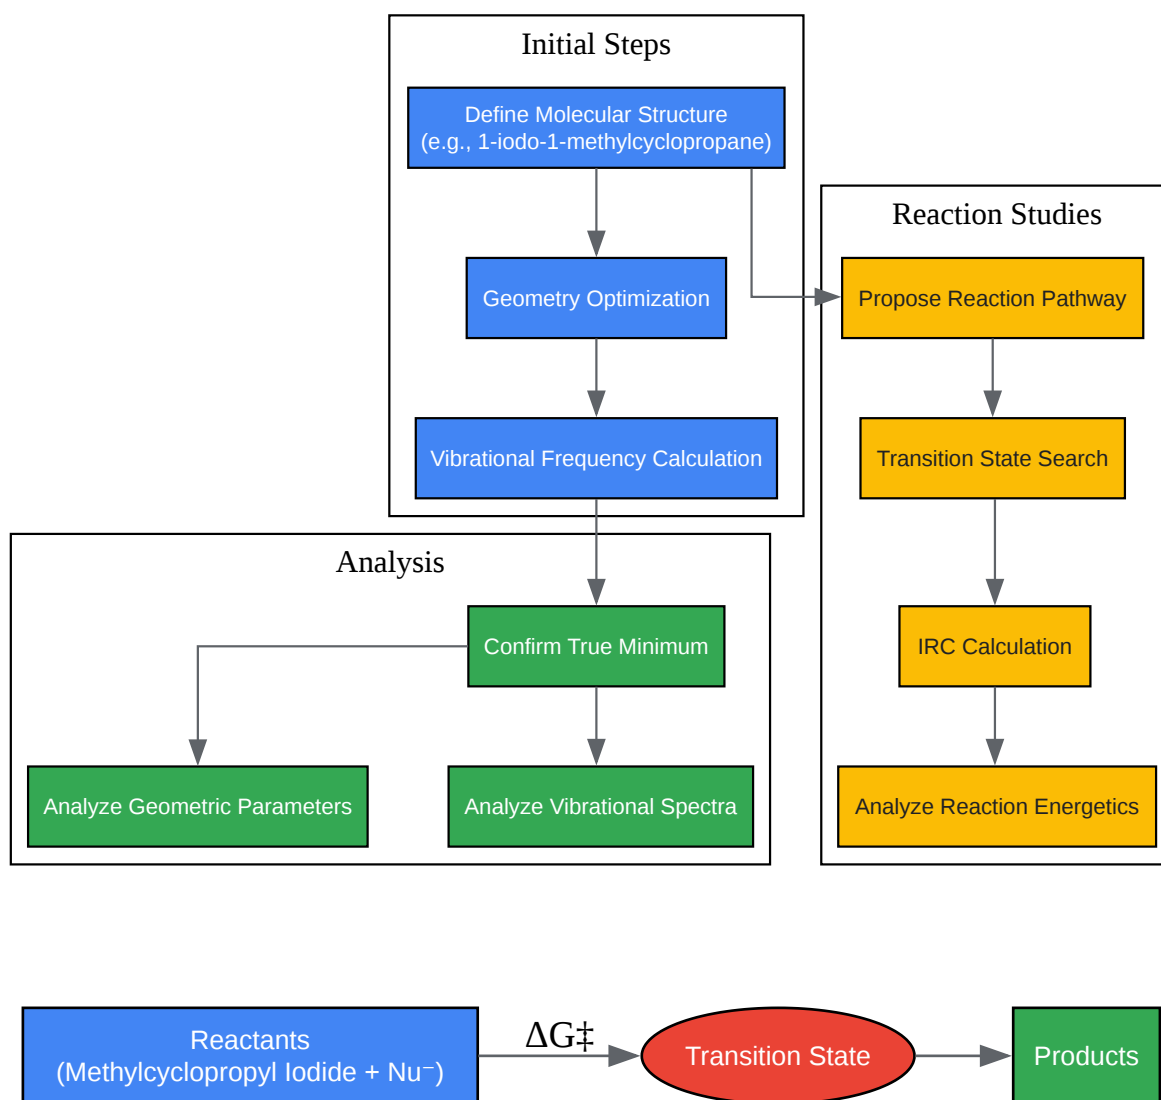 Initial Steps
Define Molecular Structure
(e.g., 1-iodo-1-methylcyclopropane)
Geometry Optimization
Vibrational Frequency Calculation
Reaction Studies
Propose Reaction Pathway
Transition State Search
IRC Calculation
Analyze Reaction Energetics
Analysis
Confirm True Minimum
Analyze Geometric Parameters
Analyze Vibrational Spectra
Reactants
(Methylcyclopropyl Iodide + Nu⁻)
ΔG‡
Transition State
Products